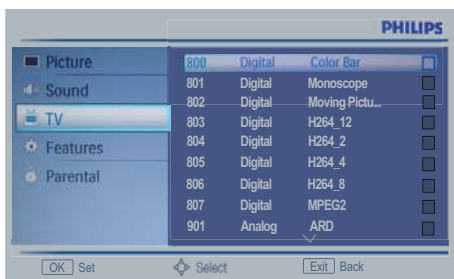 PHILIPS
Picture
Sound
TV
Features
Parental
800 Digital Color Bar
801 Digital Monoscope
802 Digital Moving Pictu...
803 Digital H264_12
804 Digital H264_2
805 Digital H264_4
806 Digital H264_8
807 Digital MPEG2
901 Analog ARD
OK Set Select Exit Back